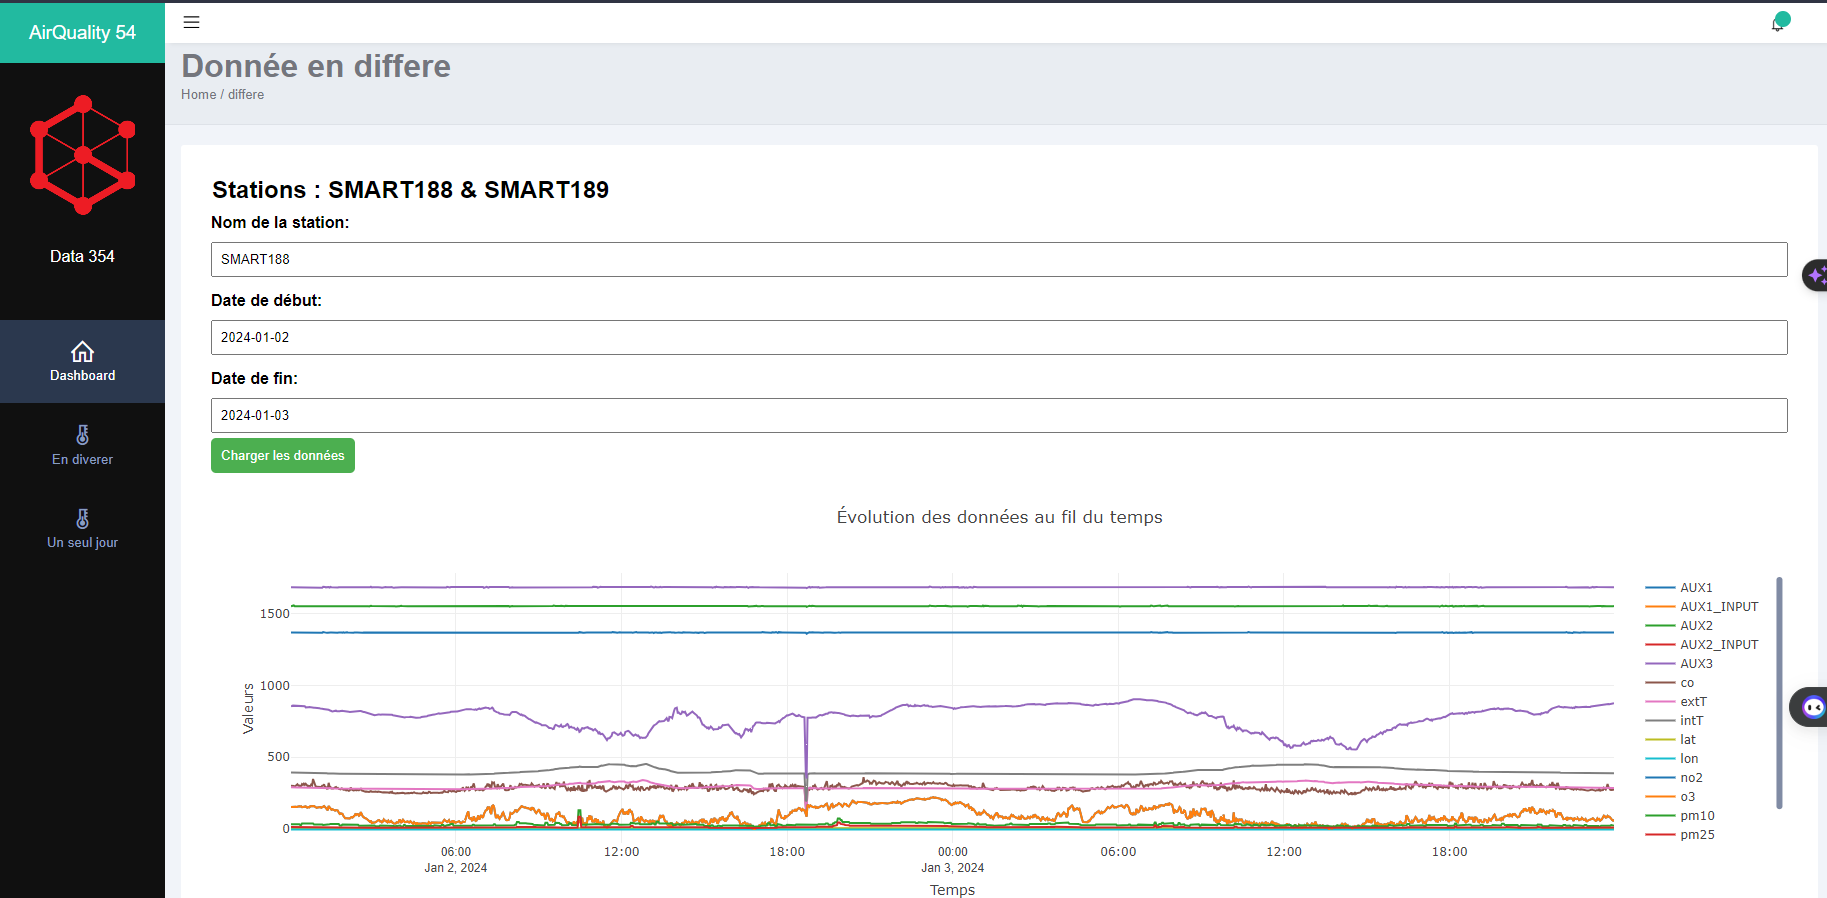 AirQuality 54
Data 354
Dashboard
En diverer
Un seul jour
Donnée en differe
Home / differe
Stations : SMART188 & SMART189
Nom de la station:
SMART188
Date de début:
2024-01-02
Date de fin:
2024-01-03
Charger les données
Évolution des données au fil du temps
Valeurs
1500
1000
500
0
06:00
Jan 2, 2024
12:00
18:00
00:00
Jan 3, 2024
06:00
12:00
18:00
Temps
AUX1
AUX1_INPUT
AUX2
AUX2_INPUT
AUX3
co
extT
intT
lat
lon
no2
o3
pm10
pm25